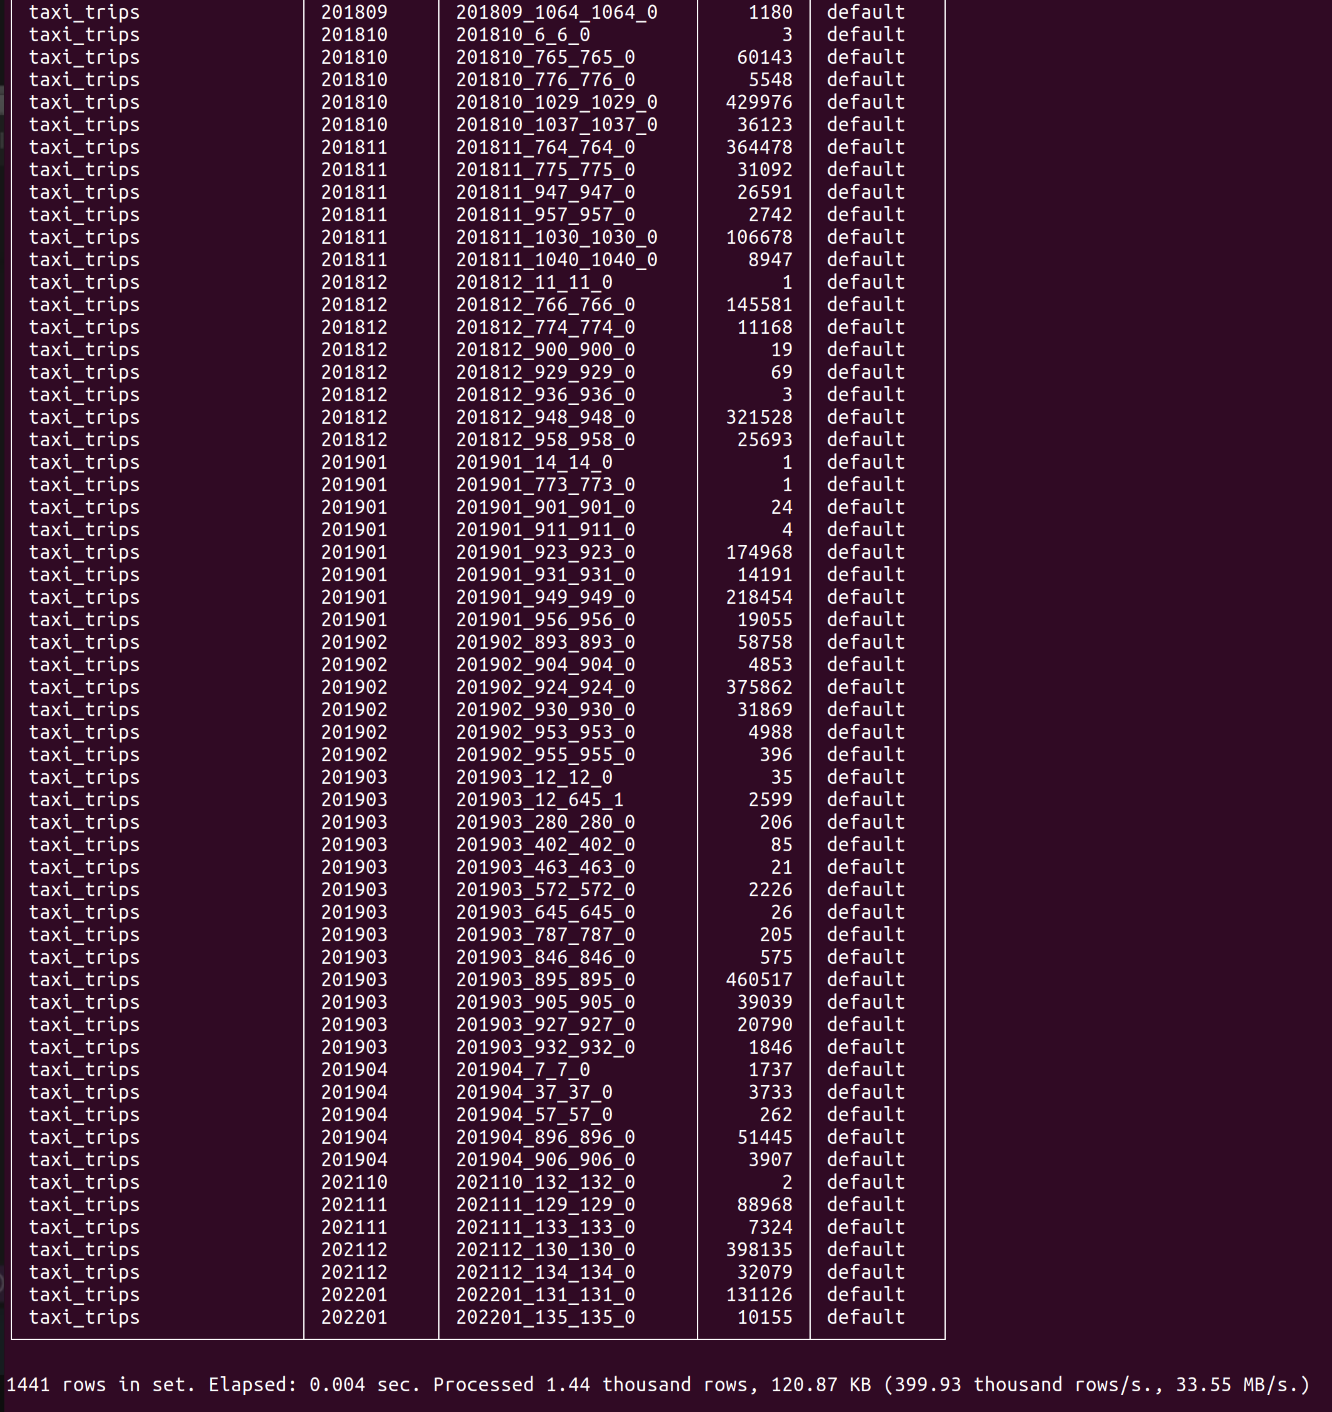 taxi_trips 201809 201809_1064_1064_0 1180 default
taxi_trips 201810 201810_6_6_0 3 default
taxi_trips 201810 201810_765_765_0 60143 default
taxi_trips 201810 201810_776_776_0 5548 default
taxi_trips 201810 201810_1029_1029_0 429976 default
taxi_trips 201810 201810_1037_1037_0 36123 default
taxi_trips 201811 201811_764_764_0 364478 default
taxi_trips 201811 201811_775_775_0 31092 default
taxi_trips 201811 201811_947_947_0 26591 default
taxi_trips 201811 201811_957_957_0 2742 default
taxi_trips 201811 201811_1030_1030_0 106678 default
taxi_trips 201811 201811_1040_1040_0 8947 default
taxi_trips 201812 201812_11_11_0 1 default
taxi_trips 201812 201812_766_766_0 145581 default
taxi_trips 201812 201812_774_774_0 11168 default
taxi_trips 201812 201812_900_900_0 19 default
taxi_trips 201812 201812_929_929_0 69 default
taxi_trips 201812 201812_936_936_0 3 default
taxi_trips 201812 201812_948_948_0 321528 default
taxi_trips 201812 201812_958_958_0 25693 default
taxi_trips 201901 201901_14_14_0 1 default
taxi_trips 201901 201901_773_773_0 1 default
taxi_trips 201901 201901_901_901_0 24 default
taxi_trips 201901 201901_911_911_0 4 default
taxi_trips 201901 201901_923_923_0 174968 default
taxi_trips 201901 201901_931_931_0 14191 default
taxi_trips 201901 201901_949_949_0 218454 default
taxi_trips 201901 201901_956_956_0 19055 default
taxi_trips 201902 201902_893_893_0 58758 default
taxi_trips 201902 201902_904_904_0 4853 default
taxi_trips 201902 201902_924_924_0 375862 default
taxi_trips 201902 201902_930_930_0 31869 default
taxi_trips 201902 201902_953_953_0 4988 default
taxi_trips 201902 201902_955_955_0 396 default
taxi_trips 201903 201903_12_12_0 35 default
taxi_trips 201903 201903_12_645_1 2599 default
taxi_trips 201903 201903_280_280_0 206 default
taxi_trips 201903 201903_402_402_0 85 default
taxi_trips 201903 201903_463_463_0 21 default
taxi_trips 201903 201903_572_572_0 2226 default
taxi_trips 201903 201903_645_645_0 26 default
taxi_trips 201903 201903_787_787_0 205 default
taxi_trips 201903 201903_846_846_0 575 default
taxi_trips 201903 201903_895_895_0 460517 default
taxi_trips 201903 201903_905_905_0 39039 default
taxi_trips 201903 201903_927_927_0 20790 default
taxi_trips 201903 201903_932_932_0 1846 default
taxi_trips 201904 201904_7_7_0 1737 default
taxi_trips 201904 201904_37_37_0 3733 default
taxi_trips 201904 201904_57_57_0 262 default
taxi_trips 201904 201904_896_896_0 51445 default
taxi_trips 201904 201904_906_906_0 3907 default
taxi_trips 202110 202110_132_132_0 2 default
taxi_trips 202111 202111_129_129_0 88968 default
taxi_trips 202111 202111_133_133_0 7324 default
taxi_trips 202112 202112_130_130_0 398135 default
taxi_trips 202112 202112_134_134_0 32079 default
taxi_trips 202201 202201_131_131_0 131126 default
taxi_trips 202201 202201_135_135_0 10155 default
1441 rows in set. Elapsed: 0.004 sec. Processed 1.44 thousand rows, 120.87 KB (399.93 thousand rows/s., 33.55 MB/s.)